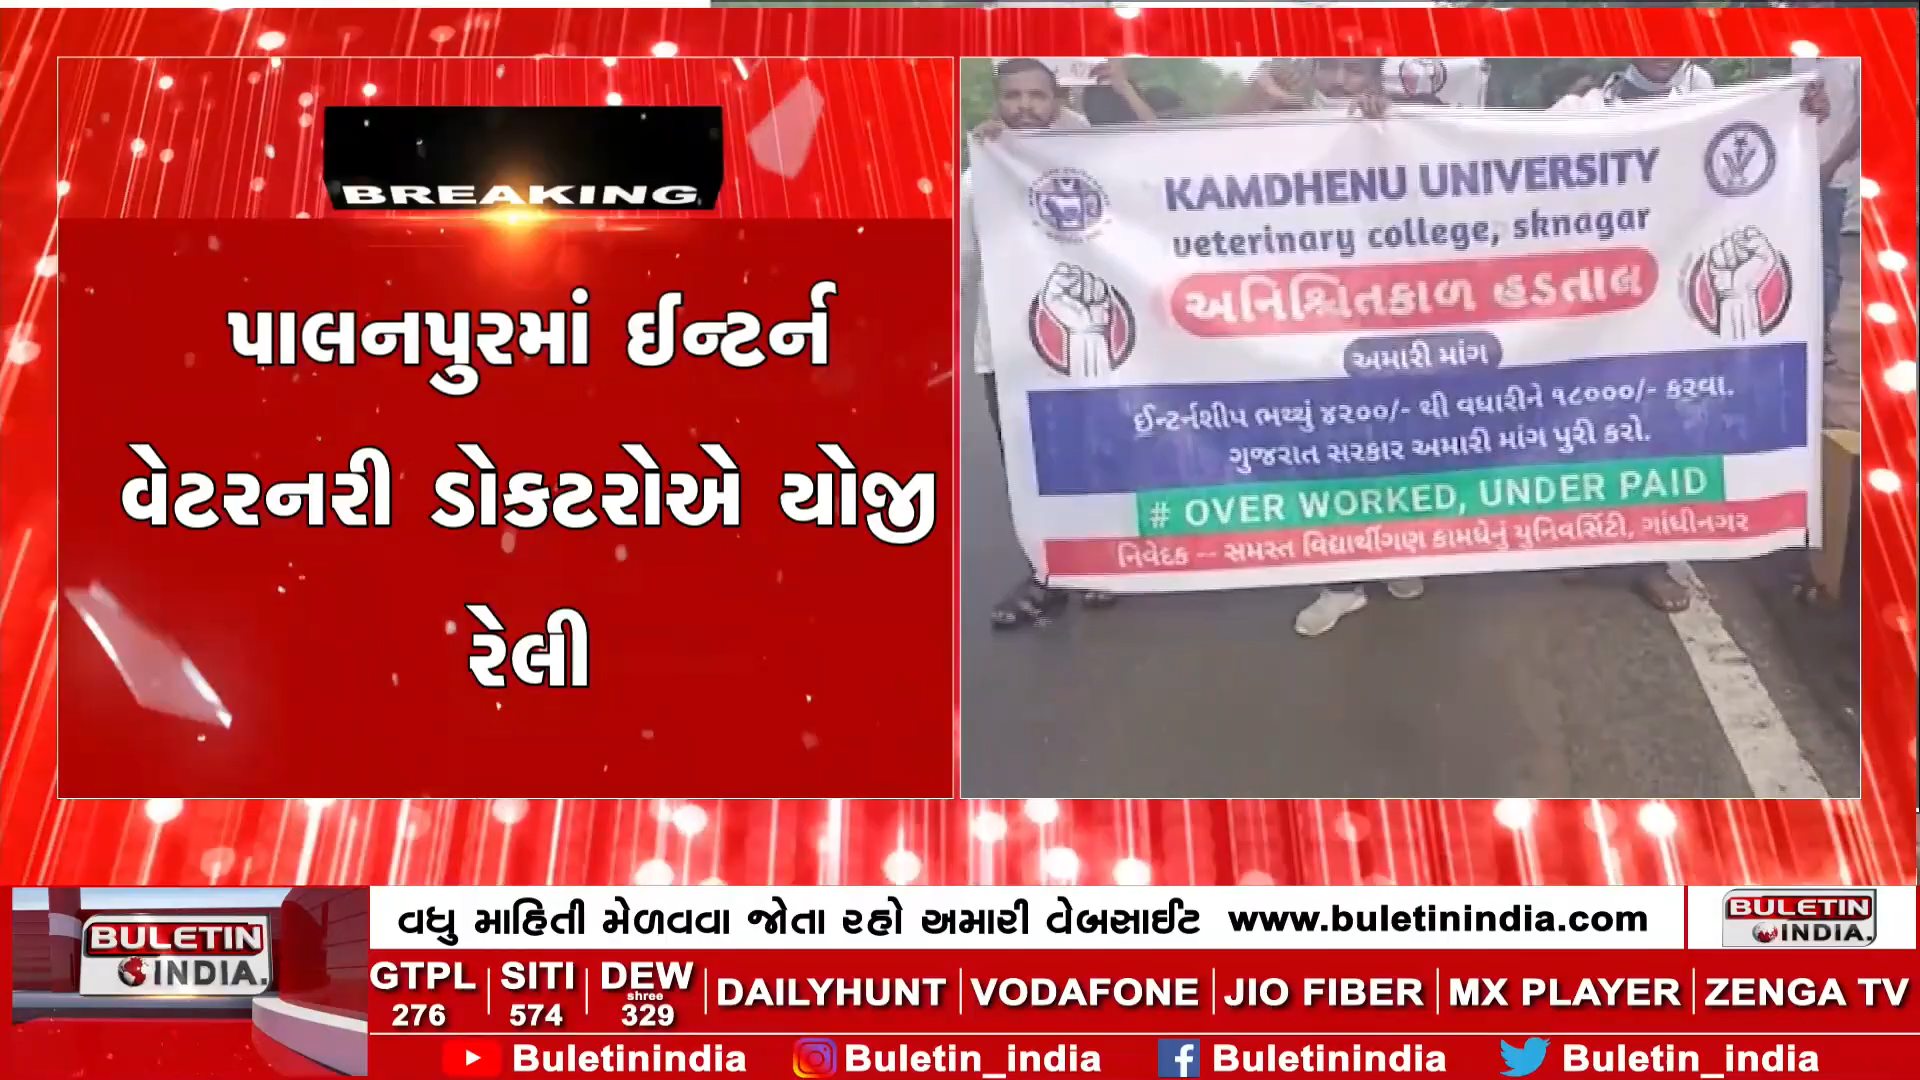 BREAKING
પાલનપુરમાં ઈન્ટર્ન
વેટરનરી ડોકટરોએ યોજી
રેલી
KAMDHENU UNIVERSITY
veterinary college, sknagar
અનિશ્ચિતકાળ હડતાલ
અમારી માંગ
ઈન્ટર્નશીપ ભથ્થું ૪૨૦૦/- થી વધારીને ૧૮૦૦૦/- કરવા.
ગુજરાત સરકાર અમારી માંગ પુરી કરો.
# OVER WORKED, UNDER PAID
નિવેદક -- સમસ્ત વિદ્યાર્થીગણ કામધેનું યુનિવર્સિટી, ગાંધીનગર
BULETIN
INDIA.
વધુ માહિતી મેળવવા જોતા રહો અમારી વેબસાઈટ www.buletinindia.com
BULETIN
INDIA.
GTPL 276 | SITI 574 | DEW shree 329 | DAILYHUNT | VODAFONE | JIO FIBER | MX PLAYER | ZENGA TV
Buletinindia Buletin_india Buletinindia Buletin_india